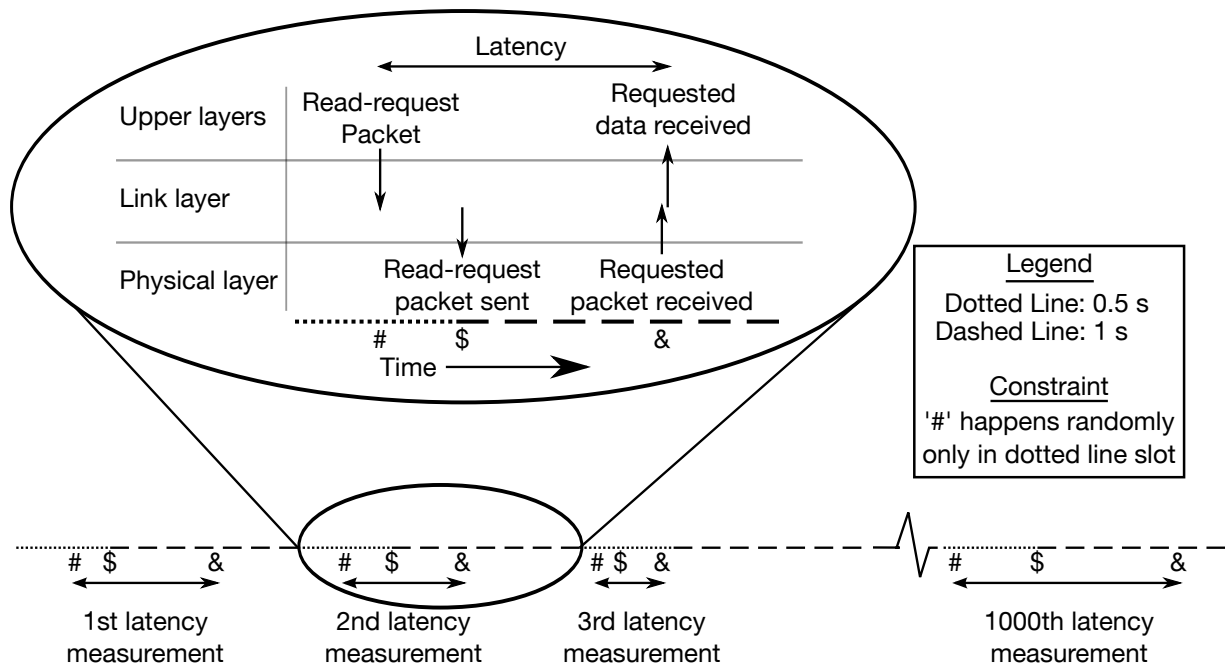 Latency
Upper layers
Read-request
Packet
Requested
data received
Link layer
Physical layer
Read-request
packet sent
Requested
packet received
# $ &
Time
Legend
Dotted Line: 0.5 s
Dashed Line: 1 s
Constraint
'#' happens randomly
only in dotted line slot
# $ & # $ & # $ & # $ &
1st latency
measurement
2nd latency
measurement
3rd latency
measurement
1000th latency
measurement